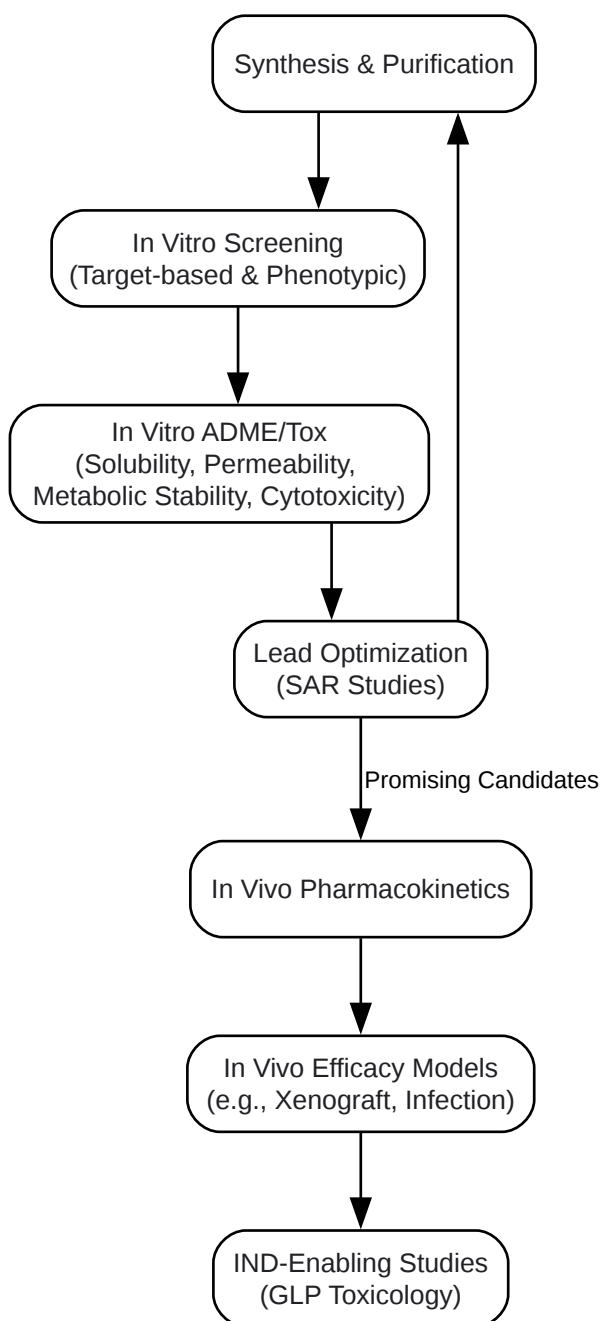 Synthesis & Purification
In Vitro Screening
(Target-based & Phenotypic)
In Vitro ADME/Tox
(Solubility, Permeability,
Metabolic Stability, Cytotoxicity)
Lead Optimization
(SAR Studies)
Promising Candidates
In Vivo Pharmacokinetics
In Vivo Efficacy Models
(e.g., Xenograft, Infection)
IND-Enabling Studies
(GLP Toxicology)